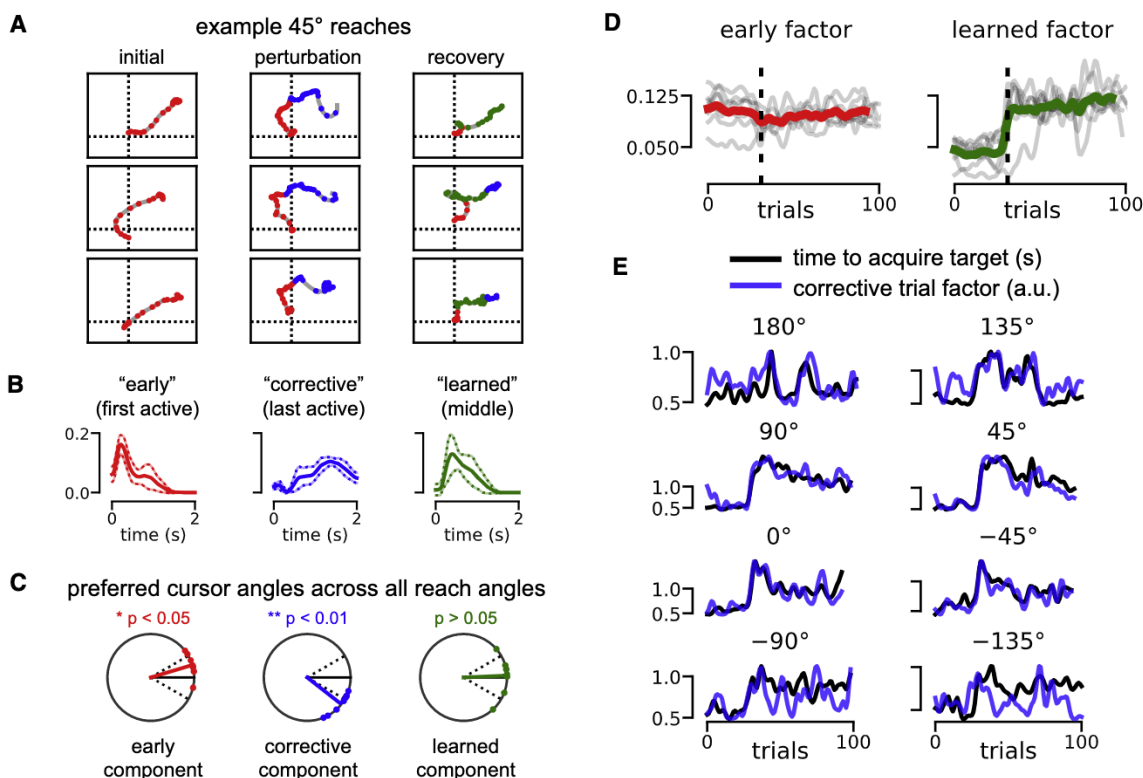 A
example 45° reaches
initial
perturbation
recovery
B
"early"
(first active)
"corrective"
(last active)
"learned"
(middle)
0.2
0.0
0
2
time (s)
0
2
time (s)
0
2
time (s)
C
preferred cursor angles across all reach angles
* p < 0.05
** p < 0.01
p > 0.05
early
component
corrective
component
learned
component
D
early factor
learned factor
0.125
0.050
0
trials
100
0
trials
100
E
time to acquire target (s)
corrective trial factor (a.u.)
180°
135°
1.0
0.5
90°
45°
1.0
0.5
0°
−45°
1.0
0.5
−90°
−135°
1.0
0.5
0
trials
100
0
trials
100